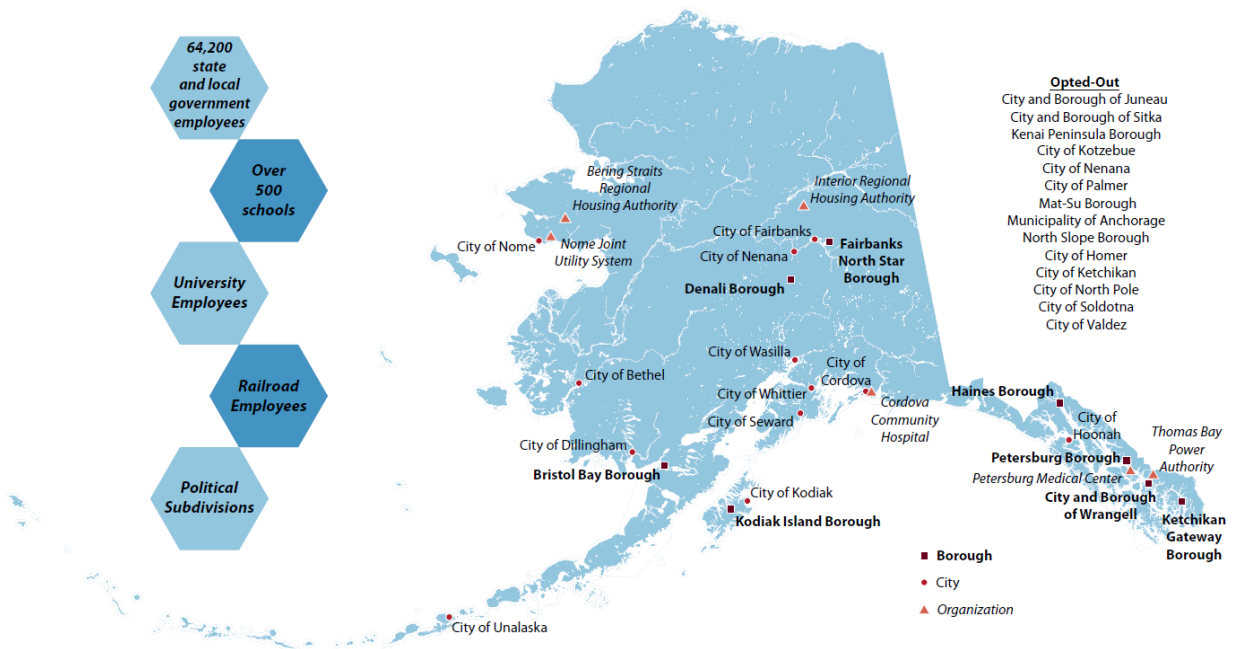 64,200
state
and local
government
employees
Over
500
schools
University
Employees
Railroad
Employees
Political
Subdivisions
Bering Straits
Regional
Housing Authority
Interior Regional
Housing Authority
City of Nome
Nome Joint
Utility System
City of Fairbanks
City of Nenana
Fairbanks
North Star
Borough
Denali Borough
City of Wasilla
City of
Cordova
City of Bethel
City of Whittier
City of Seward
Cordova
Community
Hospital
City of Dillingham
Bristol Bay Borough
City of Kodiak
Kodiak Island Borough
City of Unalaska
Opted-Out
City and Borough of Juneau
City and Borough of Sitka
Kenai Peninsula Borough
City of Kotzebue
City of Nenana
City of Palmer
Mat-Su Borough
Municipality of Anchorage
North Slope Borough
City of Homer
City of Ketchikan
City of North Pole
City of Soldotna
City of Valdez
Haines Borough
City of
Hoonah
Thomas Bay
Power
Authority
Petersburg Borough
Petersburg Medical Center
City and Borough
of Wrangell
Ketchikan
Gateway
Borough
Borough
City
Organization